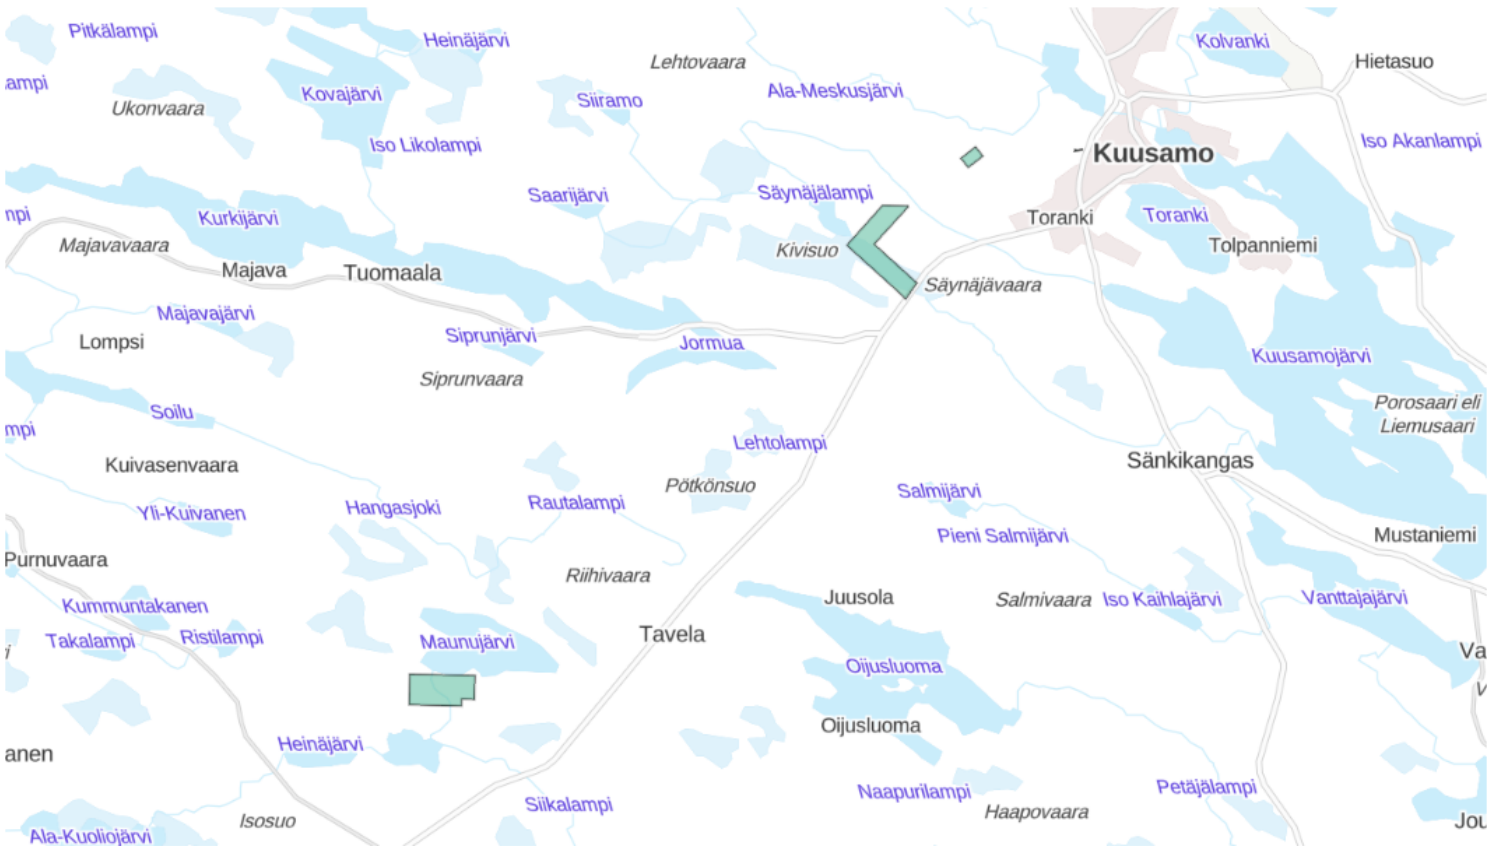 Pitkälampi
Heinäjärvi
Kolvanki
Lehtovaara
Hietasuo
ampi
Kovajärvi
Siiramo
Ala-Meskusjärvi
Ukonvaara
Iso Likolampi
Iso Akanlampi
Kuusamo
Saarijärvi
Säynäjälampi
npi
Kurkijärvi
Toranki
Toranki
Majavavaara
Kivisuo
Tolpanniemi
Majava
Tuomaala
Säynäjävaara
Majavajärvi
Lompsi
Siprunjärvi
Jormua
Kuusamojärvi
Siprunvaara
Porosaari eli
Liemusaari
Soilu
mpi
Lehtolampi
Kuivasenvaara
Sänkikangas
Pötkönsuo
Salmijärvi
Yli-Kuivanen
Hangasjoki
Rautalampi
Pieni Salmijärvi
Mustaniemi
Purnuvaara
Riihivaara
Kummuntakanen
Juusola
Salmivaara
Iso Kaihlajärvi
Vanttajajärvi
Takalampi
Ristilampi
Maunujärvi
Tavela
Va
Oijusluoma
Oijusluoma
anen
Heinäjärvi
Siikalampi
Naapurilampi
Petäjälampi
Haapovaara
Isosuo
Jou
Ala-Kuoliojärvi